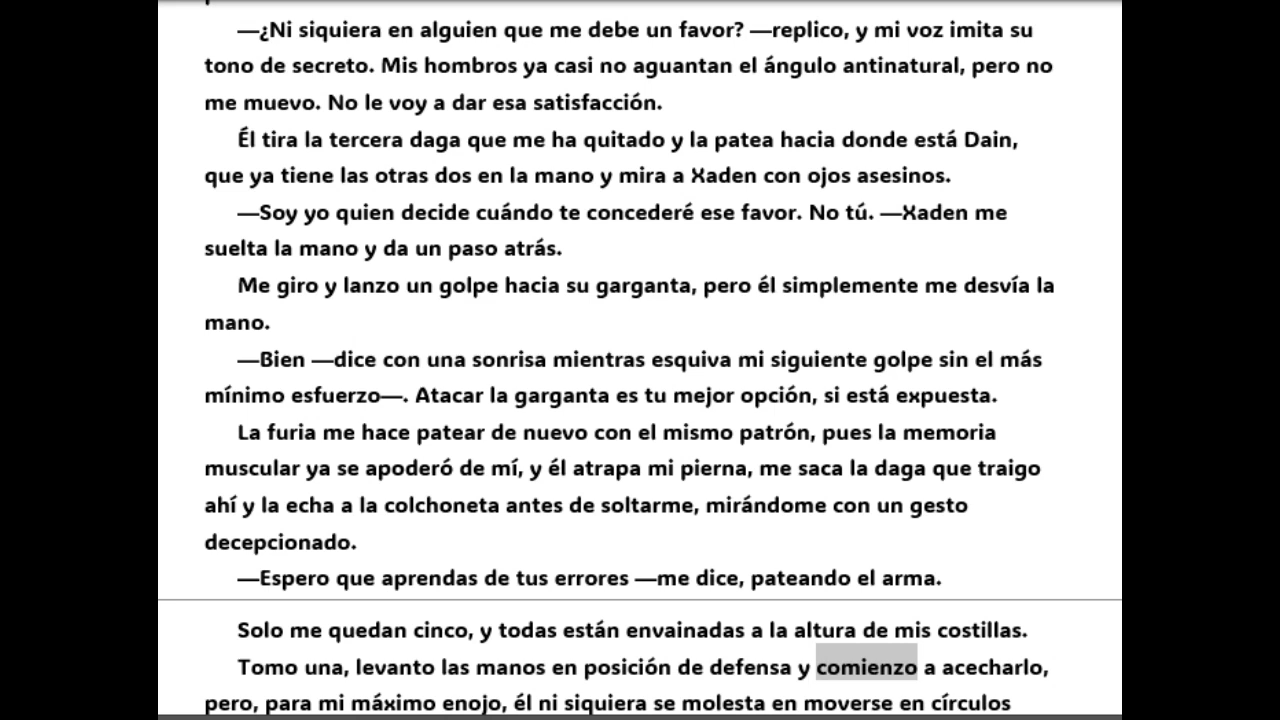 —¿Ni siquiera en alguien que me debe un favor? —replico, y mi voz imita su
tono de secreto. Mis hombros ya casi no aguantan el ángulo antinatural, pero no
me muevo. No le voy a dar esa satisfacción.
Él tira la tercera daga que me ha quitado y la patea hacia donde está Dain,
que ya tiene las otras dos en la mano y mira a Xaden con ojos asesinos.
—Soy yo quien decide cuándo te concederé ese favor. No tú. —Xaden me
suelta la mano y da un paso atrás.
Me giro y lanzo un golpe hacia su garganta, pero él simplemente me desvía la
mano.
—Bien —dice con una sonrisa mientras esquiva mi siguiente golpe sin el más
mínimo esfuerzo—. Atacar la garganta es tu mejor opción, si está expuesta.
La furia me hace patear de nuevo con el mismo patrón, pues la memoria
muscular ya se apoderó de mí, y él atrapa mi pierna, me saca la daga que traigo
ahí y la echa a la colchoneta antes de soltarme, mirándome con un gesto
decepcionado.
—Espero que aprendas de tus errores —me dice, pateando el arma.
Solo me quedan cinco, y todas están envainadas a la altura de mis costillas.
Tomo una, levanto las manos en posición de defensa y comienzo a acecharlo,
pero, para mi máximo enojo, él ni siquiera se molesta en moverse en círculos